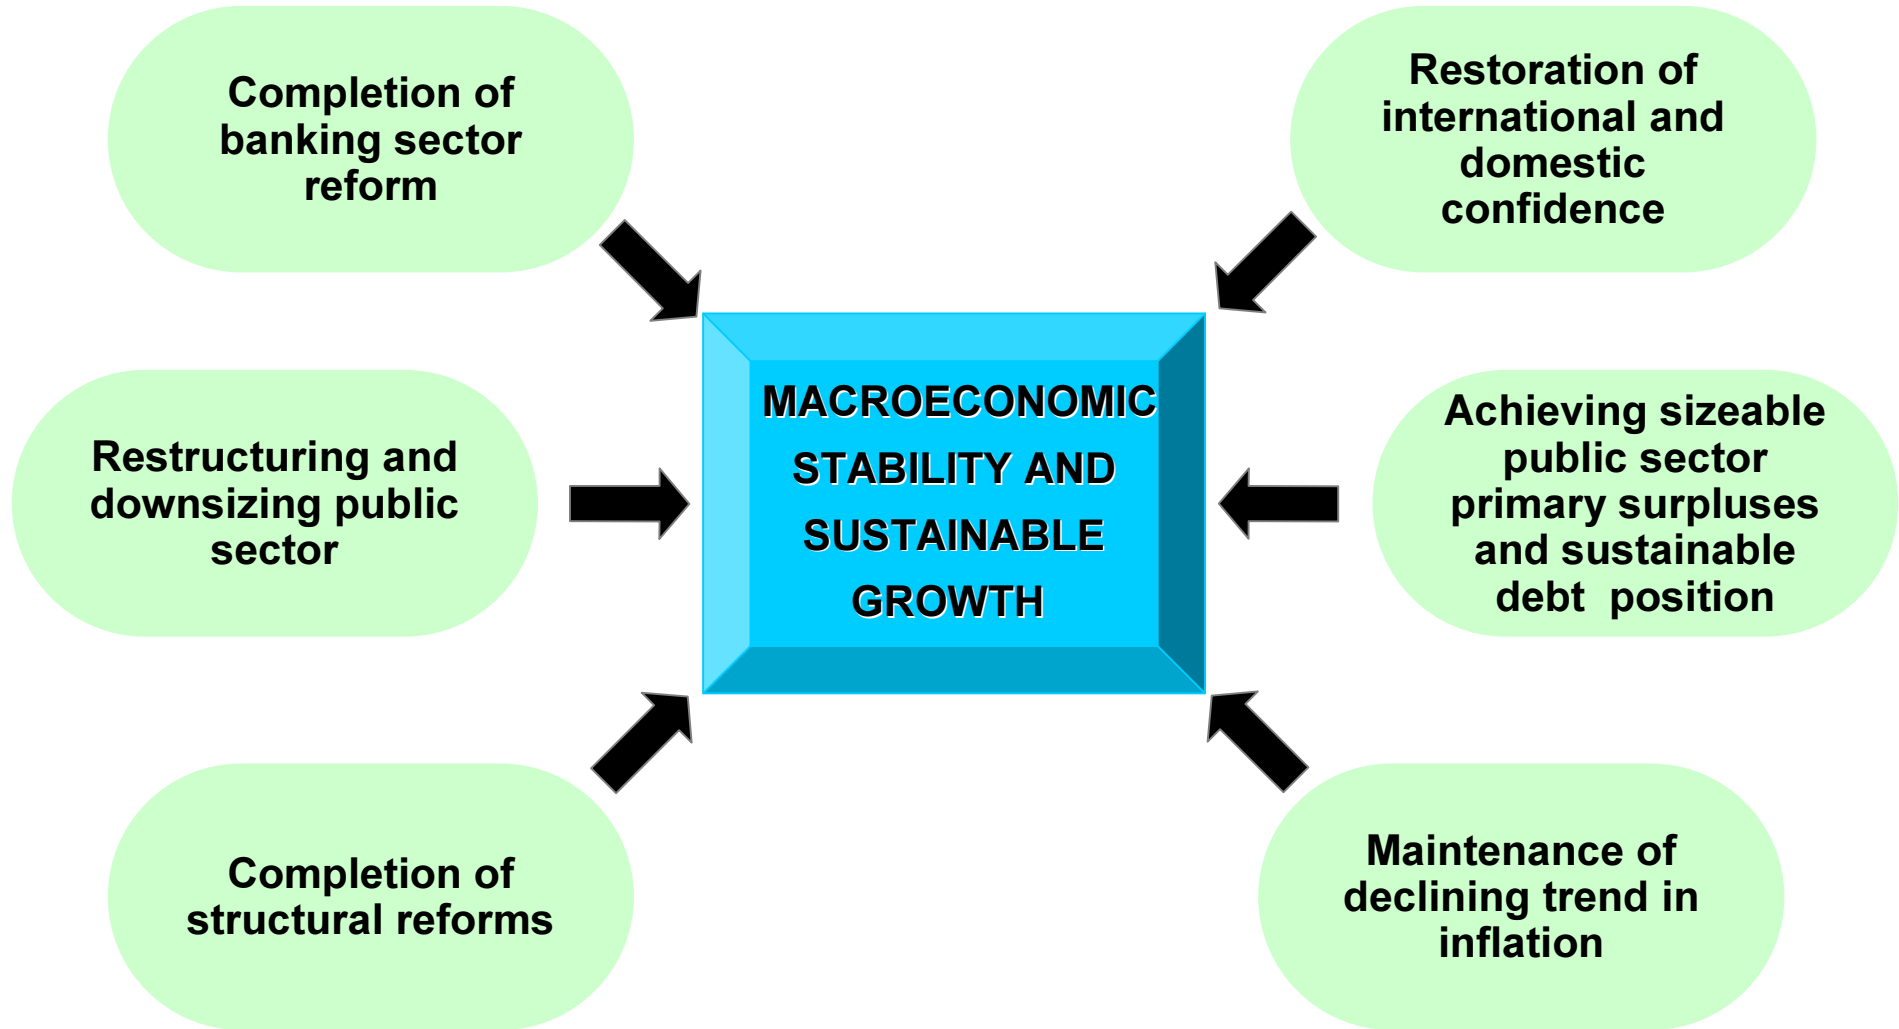 Completion of
banking sector
reform
Restoration of
international and
domestic
confidence
Restructuring and
downsizing public
sector
MACROECONOMIC
STABILITY AND
SUSTAINABLE
GROWTH
Achieving sizeable
public sector
primary surpluses
and sustainable
debt  position
Completion of
structural reforms
Maintenance of
declining trend in
inflation